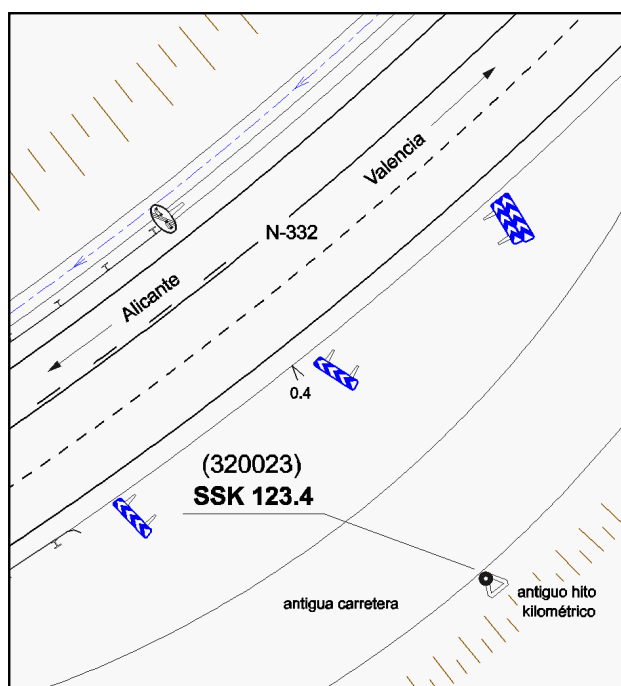 Valencia
N-332
Alicante
0.4
(320023)
SSK 123.4
antigua carretera
antiguo hito
kilométrico